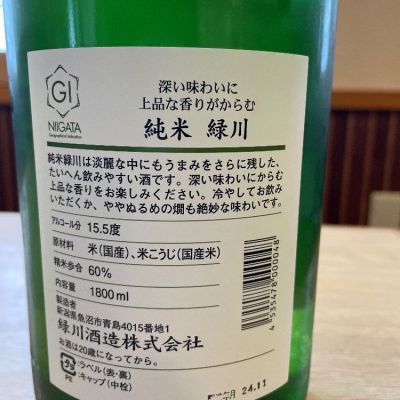 GI
NIIGATA
Geographical Indication
深い味わいに
上品な香りがからむ
純米 緑川
純米緑川は淡麗な中にもうまみをさらに残した、
たいへん飲みやすい酒です。深い味わいにからむ
上品な香りをお楽しみください。冷やしてお飲み
いただくか、ややぬるめの燗も絶妙な味わいです。
アルコール分 15.5度
原材料 米(国産)、米こうじ(国産米)
精米歩合 60%
内容量 1800ml
製造者
新潟県魚沼市青島4015番地1
緑川酒造株式会社
お酒は20歳になってから。
:ラベル(表・裏)
PE :キャップ(中栓)
4 535478 000048
24.11